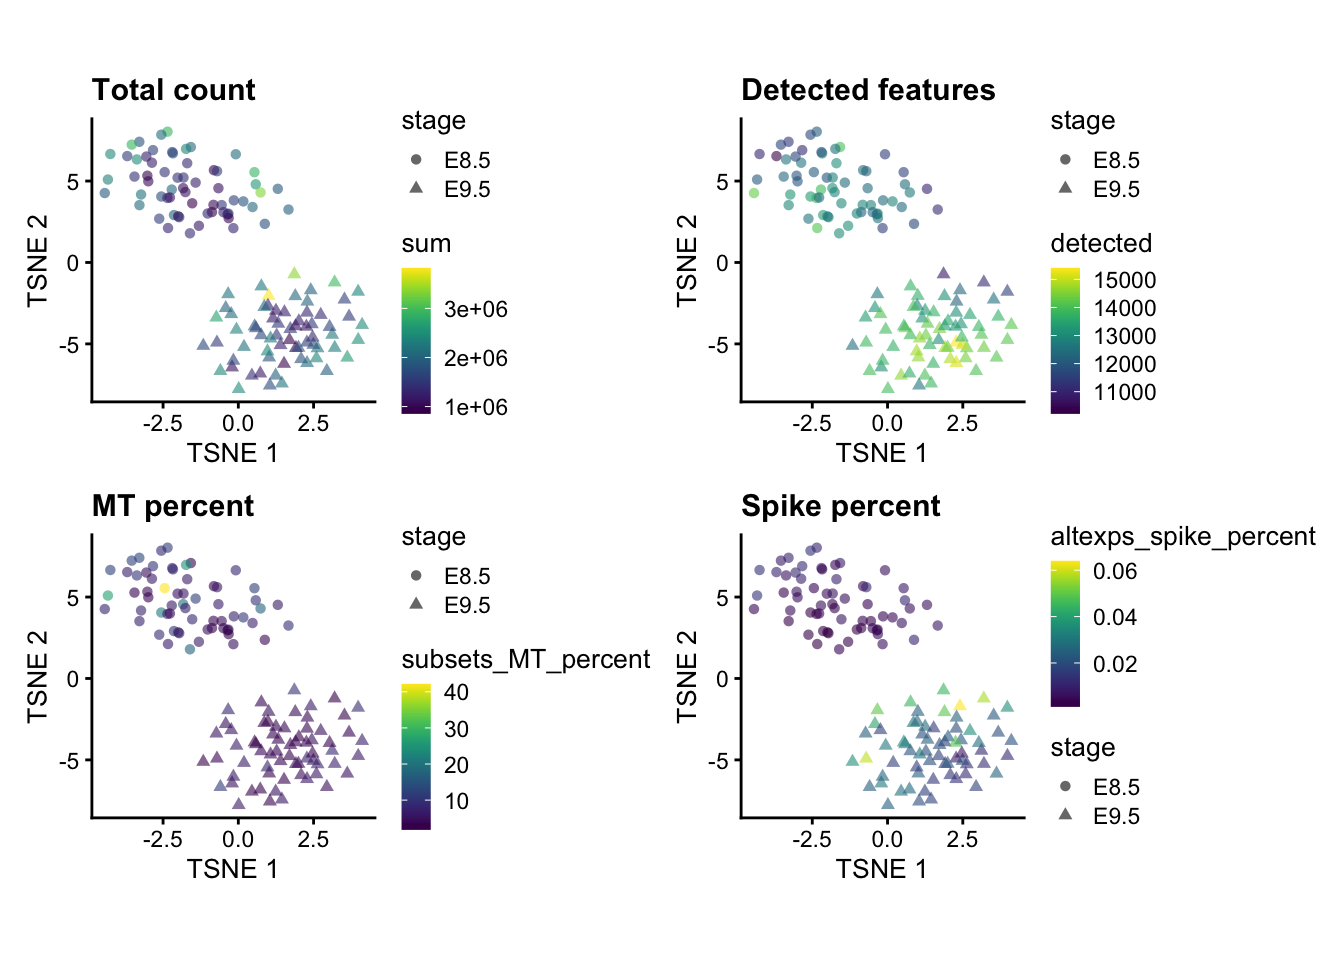 Total count
stage
E8.5
E9.5
sum
3e+06
2e+06
1e+06
5
0
-5
TSNE 2
-2.5 0.0 2.5
TSNE 1
Detected features
stage
E8.5
E9.5
detected
15000
14000
13000
12000
11000
5
0
-5
TSNE 2
-2.5 0.0 2.5
TSNE 1
MT percent
stage
E8.5
E9.5
subsets_MT_percent
40
30
20
10
5
0
-5
TSNE 2
-2.5 0.0 2.5
TSNE 1
Spike percent
altexps_spike_percent
0.06
0.04
0.02
stage
E8.5
E9.5
5
0
-5
TSNE 2
-2.5 0.0 2.5
TSNE 1